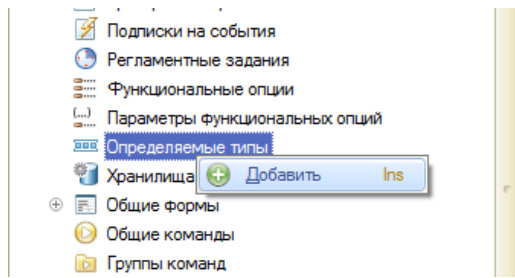 Подписки на события
Регламентные задания
Функциональные опции
Параметры функциональных опций
Определяемые типы
Хранилища
Добавить Ins
Общие формы
Общие команды
Группы команд